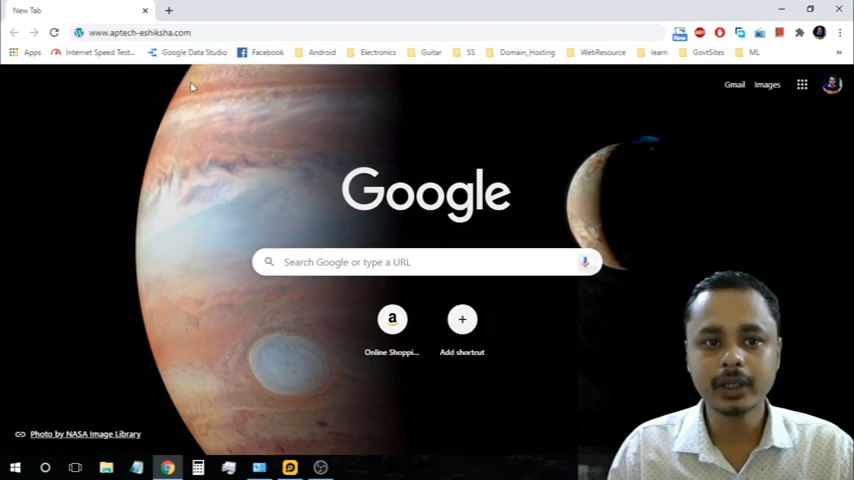 New Tab
www.aptech-eshiksha.com
Apps
Internet Speed Test...
Google Data Studio
Facebook
Android
Electronics
Guitar
SS
Domain_Hosting
WebResource
learn
GovtSites
ML
Gmail
Images
Google
Search Google or type a URL
Online Shoppi...
Add shortcut
Photo by NASA Image Library